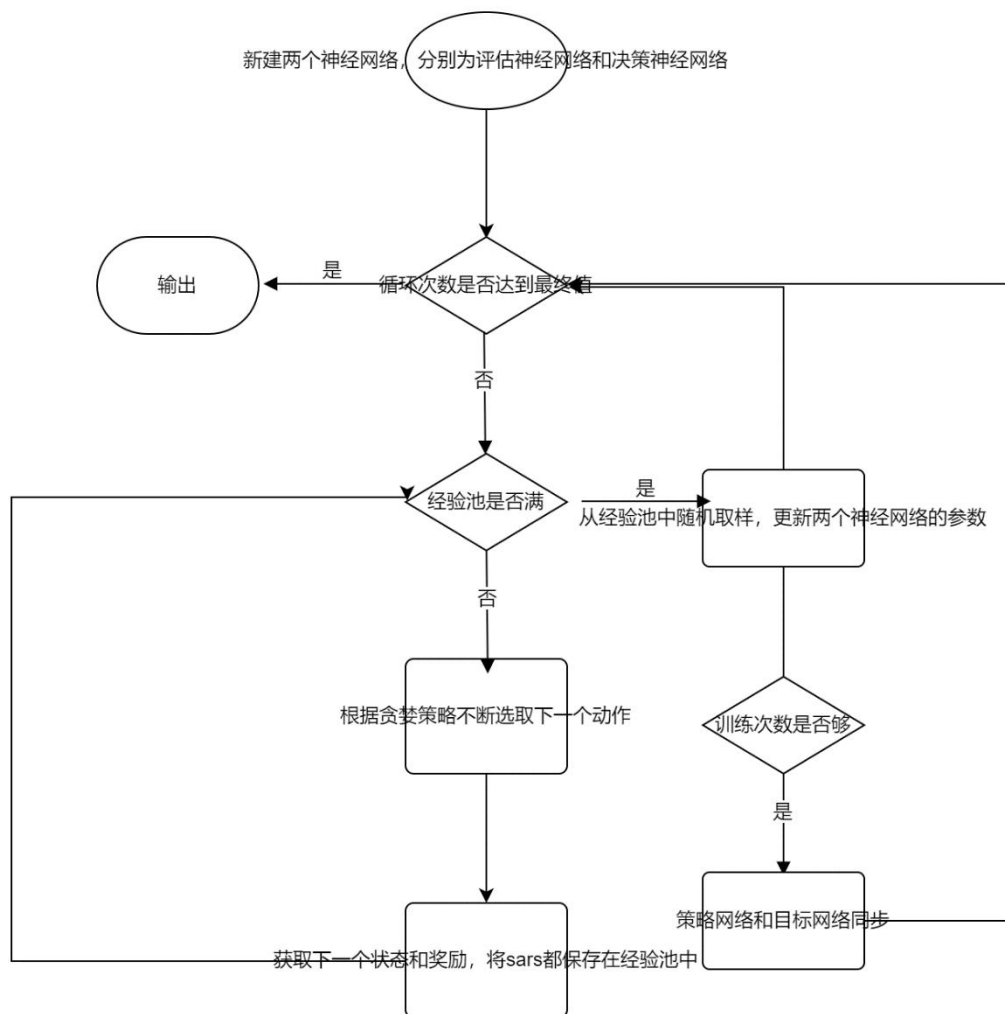 新建两个神经网络，分别为评估神经网络和决策神经网络
输出
是
循环次数是否达到最终值
否
经验池是否满
是
从经验池中随机取样，更新两个神经网络的参数
否
根据贪婪策略不断选取下一个动作
训练次数是否够
是
策略网络和目标网络同步
获取下一个状态和奖励，将sars都保存在经验池中